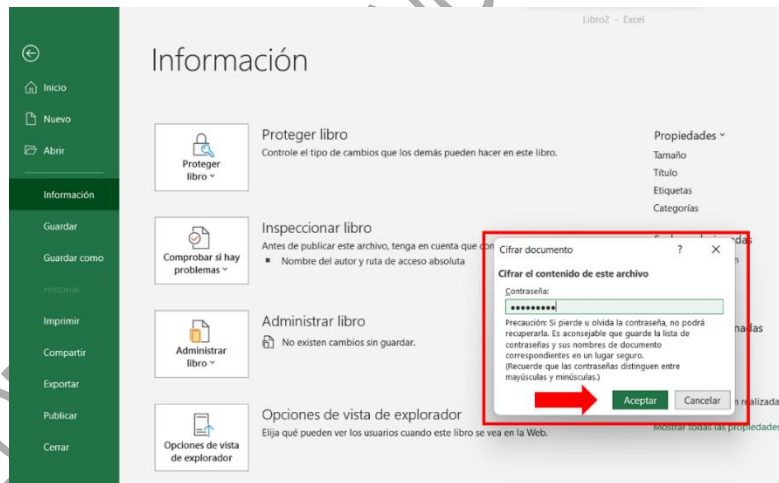 Libro2 - Excel
Información
Inicio
Nuevo
Abrir
Información
Guardar
Guardar como
Historial
Imprimir
Compartir
Exportar
Publicar
Cerrar
Proteger
libro
Proteger libro
Controle el tipo de cambios que los demás pueden hacer en este libro.
Comprobar si hay
problemas
Inspeccionar libro
Antes de publicar este archivo, tenga en cuenta que
Nombre del autor y ruta de acceso absoluta
Administrar
libro
Administrar libro
No existen cambios sin guardar.
Opciones de vista
de explorador
Opciones de vista de explorador
Elija qué pueden ver los usuarios cuando este libro se vea en la Web.
Propiedades
Tamaño
Título
Etiquetas
Categorías
Cifrar documento ? X
Cifrar el contenido de este archivo
Contraseña:
•••••••••
Precaución: Si pierde u olvida la contraseña, no podrá
recuperarla. Es aconsejable que guarde la lista de
contraseñas y sus nombres de documento
correspondientes en un lugar seguro.
(Recuerde que las contraseñas distinguen entre
mayúsculas y minúsculas.)
Aceptar Cancelar
Mostrar todas las propiedades